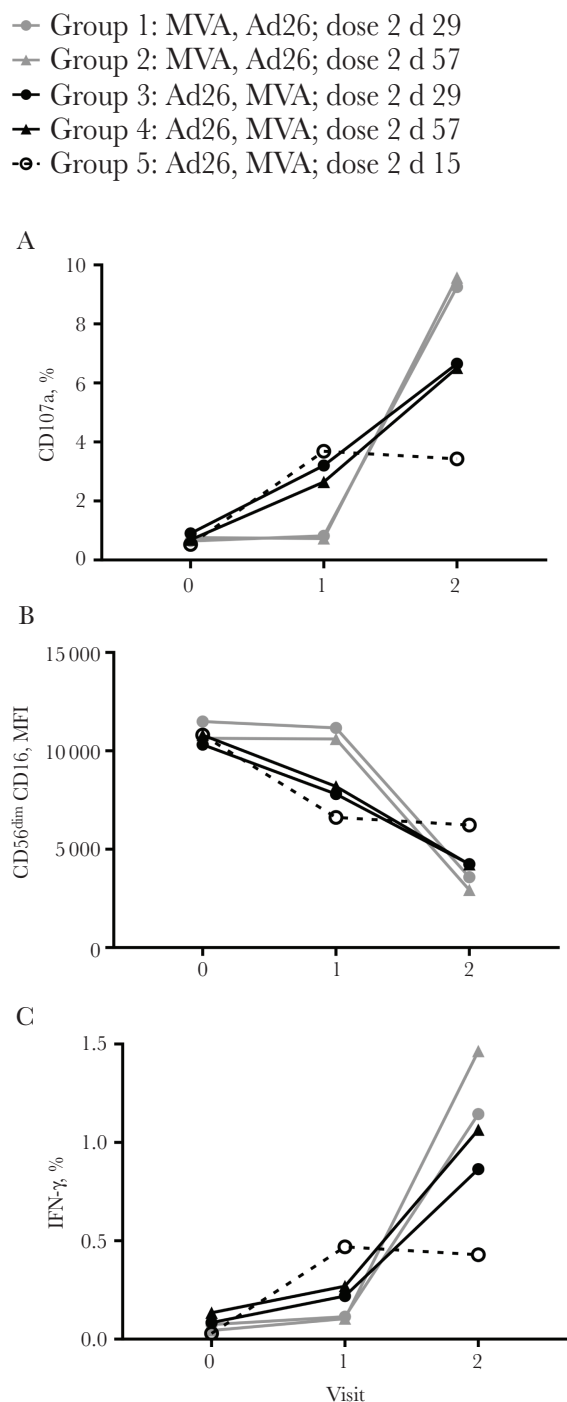 Group 1: MVA, Ad26; dose 2 d 29
Group 2: MVA, Ad26; dose 2 d 57
Group 3: Ad26, MVA; dose 2 d 29
Group 4: Ad26, MVA; dose 2 d 57
Group 5: Ad26, MVA; dose 2 d 15
A
10
8
6
4
2
0
CD107a, %
0 1 2
B
15 000
10 000
5 000
0
CD56dim CD16, MFI
0 1 2
C
1.5
1.0
0.5
0.0
IFN-γ, %
0 1 2
Visit